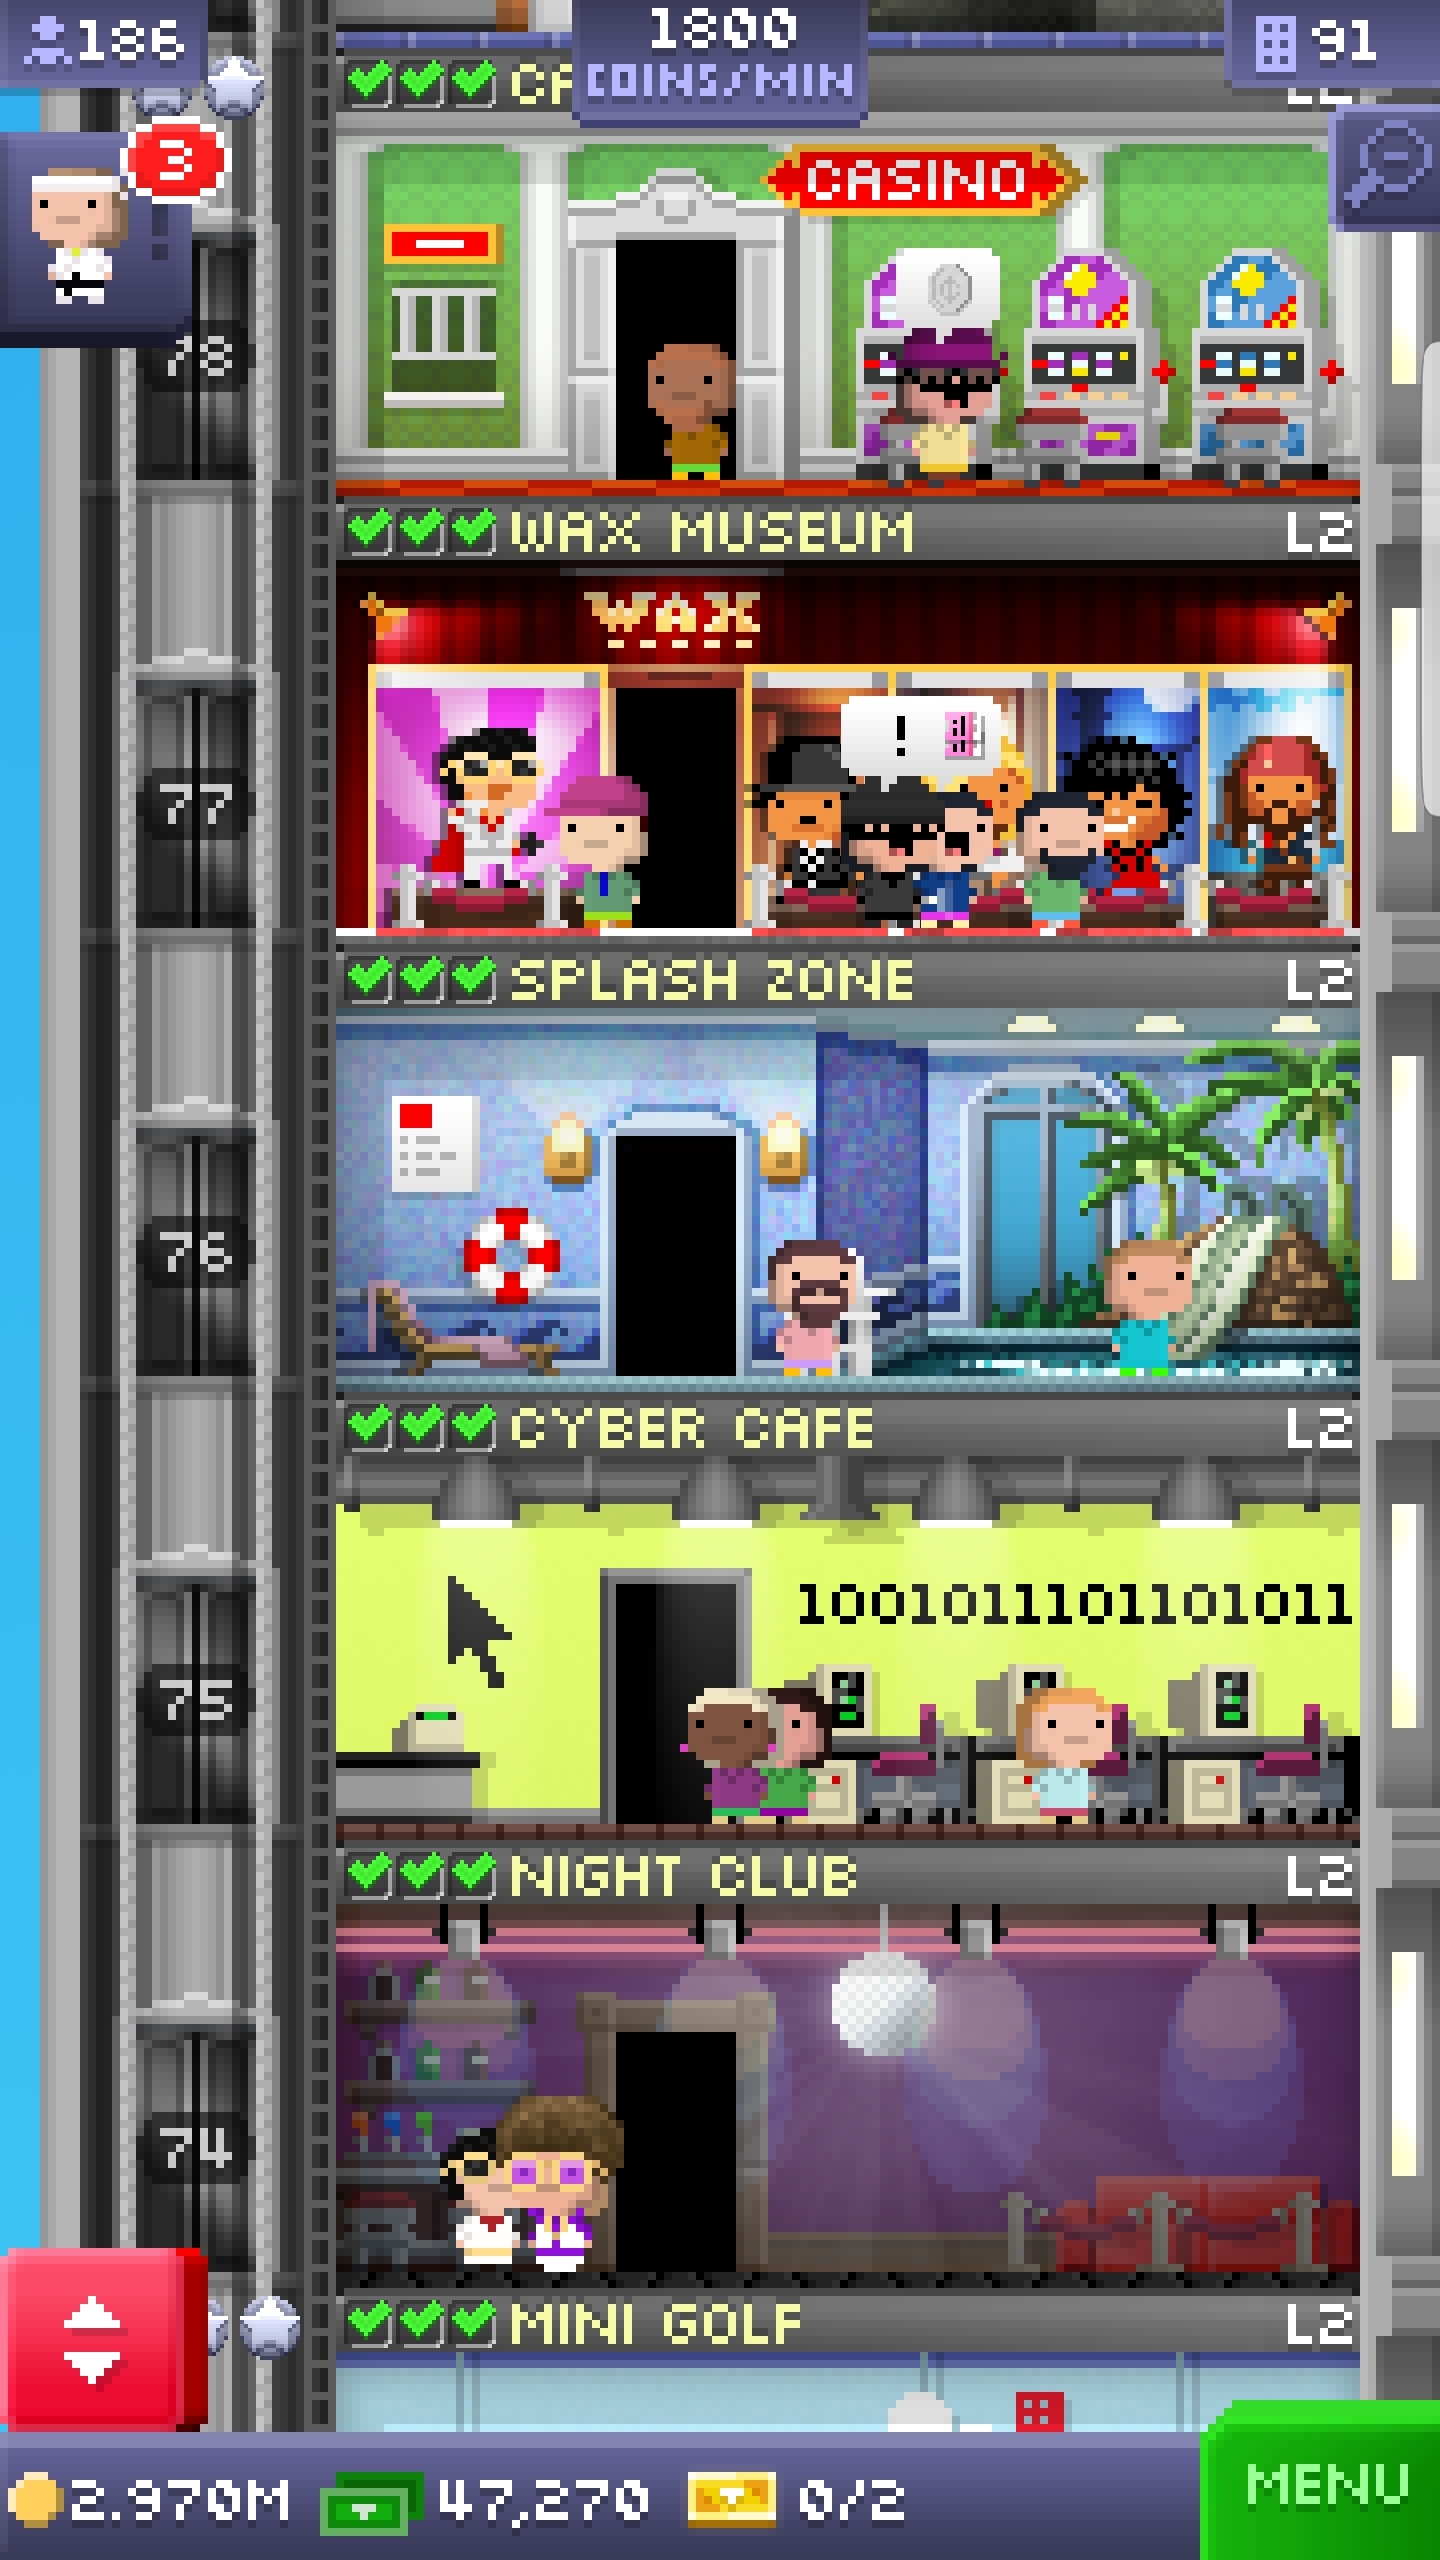 186
1800
COINS/MIN
91
3
CA
L2
CASINO
78
WAX MUSEUM
L2
WAX
!
77
SPLASH ZONE
L2
76
CYBER CAFE
L2
1001011101101011
75
NIGHT CLUB
L2
74
MINI GOLF
L2
2.970M
47,270
0/2
MENU